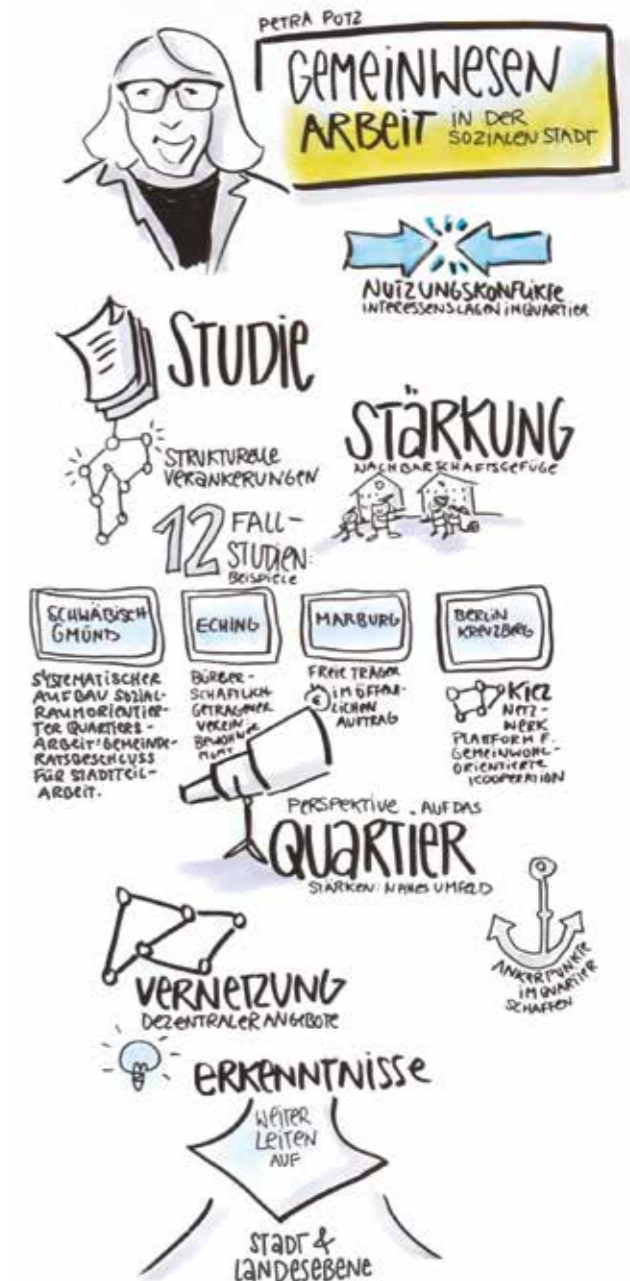 PETRA POTZ
GEMEINWESEN
ARBEIT IN DER
SOZIALEN STADT
NUTZUNGSKONFLIKTE
INTERESSENSLAGEN IM QUARTIER
STUDIE
STÄRKUNG
NACHBARSCHAFTSGEFÜGE
STRUKTURELLE
VERANKERUNGEN
12 FALL-
STUDIEN:
BEISPIELE
SCHWÄBISCH
GMÜND
SYSTEMATISCHER
AUFBAU SOZIAL-
RAUMORIENTIER-
TER QUARTIERS-
ARBEIT: GEMEINDE-
RATSBESCHLUSS
FÜR STADTTEIL-
ARBEIT.
ECHING
BÜRGER-
SCHAFTLICH
GETRAGENER
VEREIN
MARBURG
FREIE TRÄGER
IM ÖFFENT-
LICHEN
AUFTRAG
BERLIN
KREUZBERG
KIEZ
NETZ-
WERK
PLATTFORM F.
GEMEINWOHL-
ORIENTIERTE
KOOPERATION
PERSPEKTIVE AUF DAS
QUARTIER
STÄRKEN: NAHES UMFELD
ANKERPUNKTE
IM QUARTIER
SCHAFFEN
VERNETZUNG
DEZENTRALER ANGEBOTE
ERKENNTNISSE
WEITER
LEITEN
AUF
STADT &
LANDESEBENE